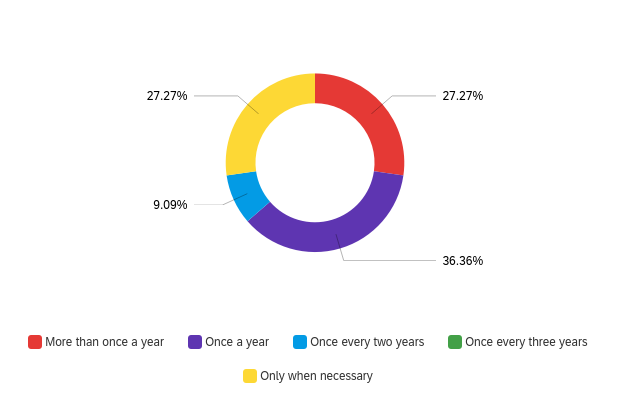 27.27% 27.27%
9.09%
36.36%
More than once a year Once a year Once every two years Once every three years
Only when necessary